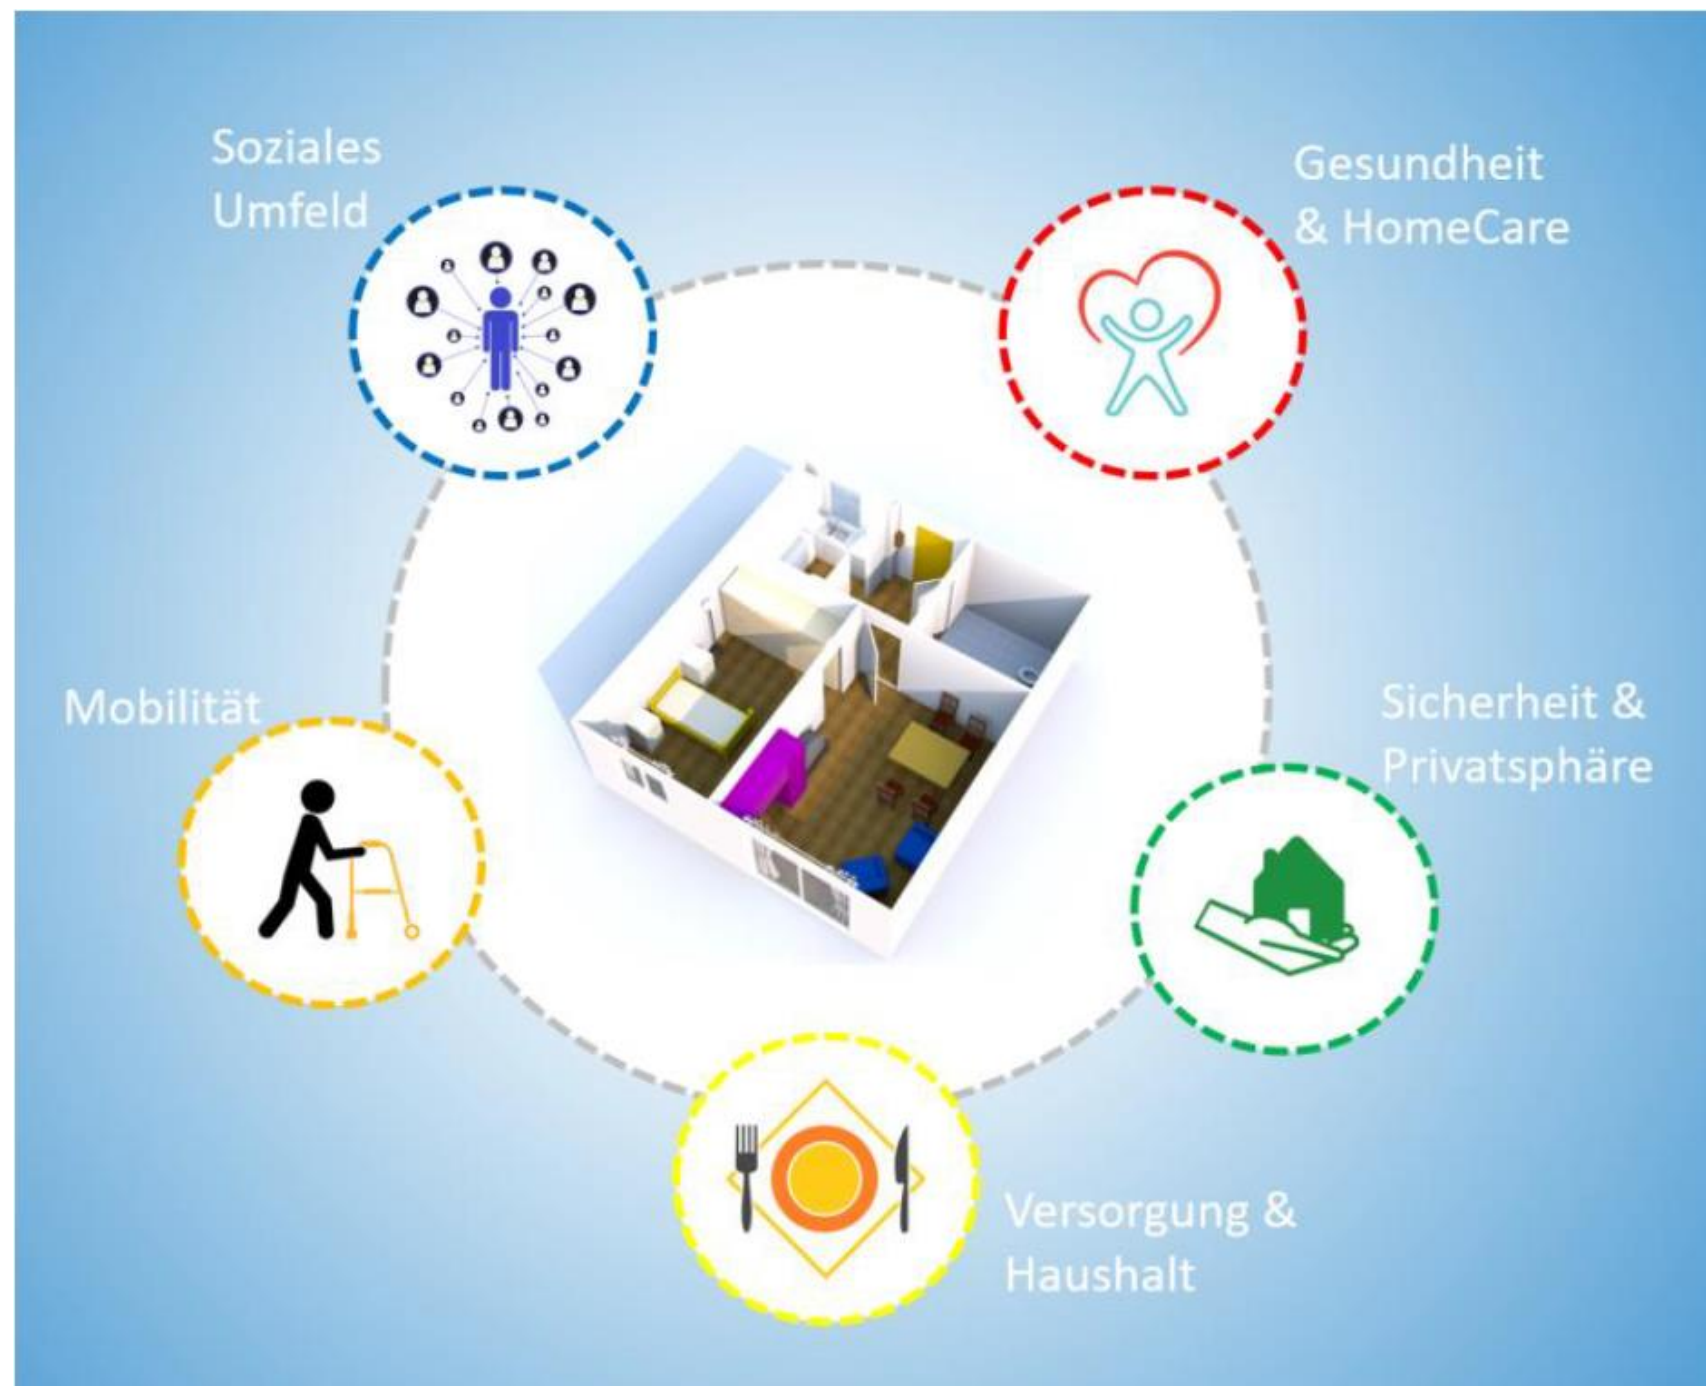 Soziales
Umfeld
Gesundheit
& HomeCare
Mobilität
Sicherheit &
Privatsphäre
Versorgung &
Haushalt